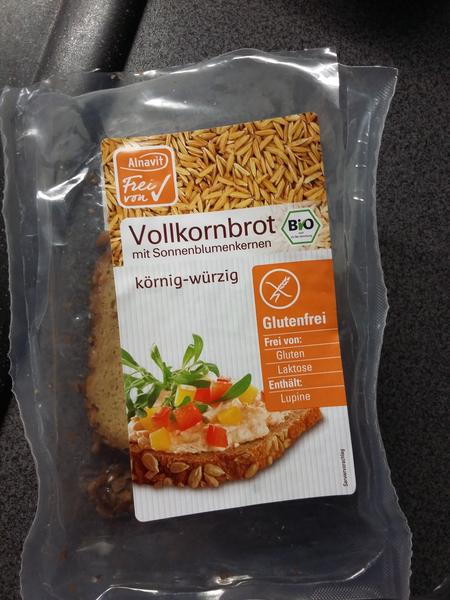 Alnavit
Frei
von
Vollkornbrot
mit Sonnenblumenkernen
BIO
körnig-würzig
Glutenfrei
Frei von:
Gluten
Laktose
Enthält:
Lupine
Serviervorschlag